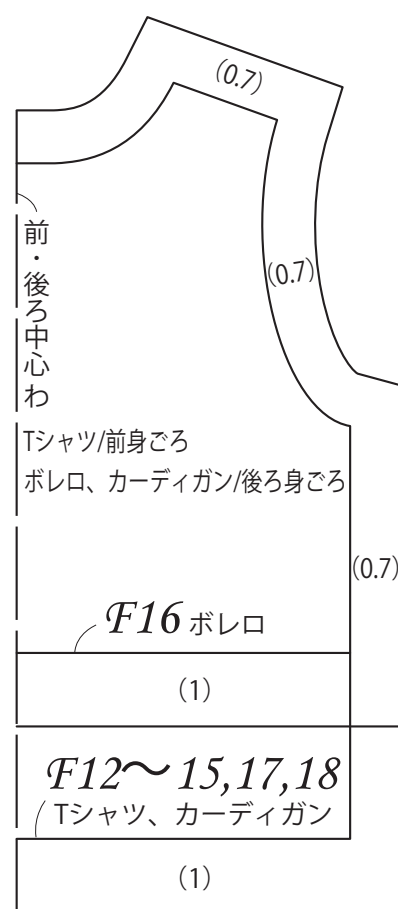 (0.7)
(0.7)
前・後ろ中心わ
Tシャツ/前身ごろ
ボレロ、カーディガン/後ろ身ごろ
(0.7)
F16 ボレロ
(1)
F12〜15,17,18
Tシャツ、カーディガン
(1)